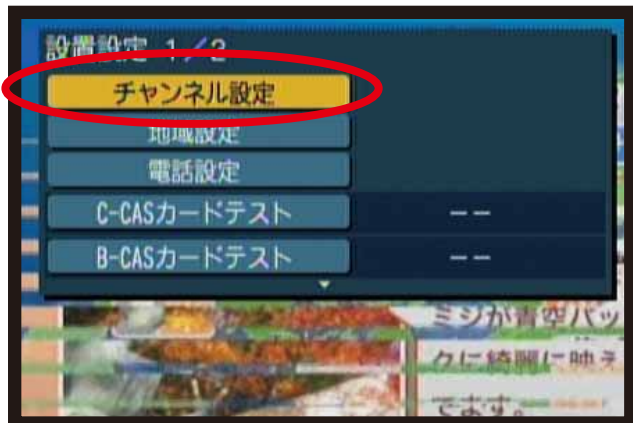 設置設定 1/2
チャンネル設定
地域設定
電話設定
C-CASカードテスト --
B-CASカードテスト --
ミジが青空バッ
クに綺麗に映え
てます。